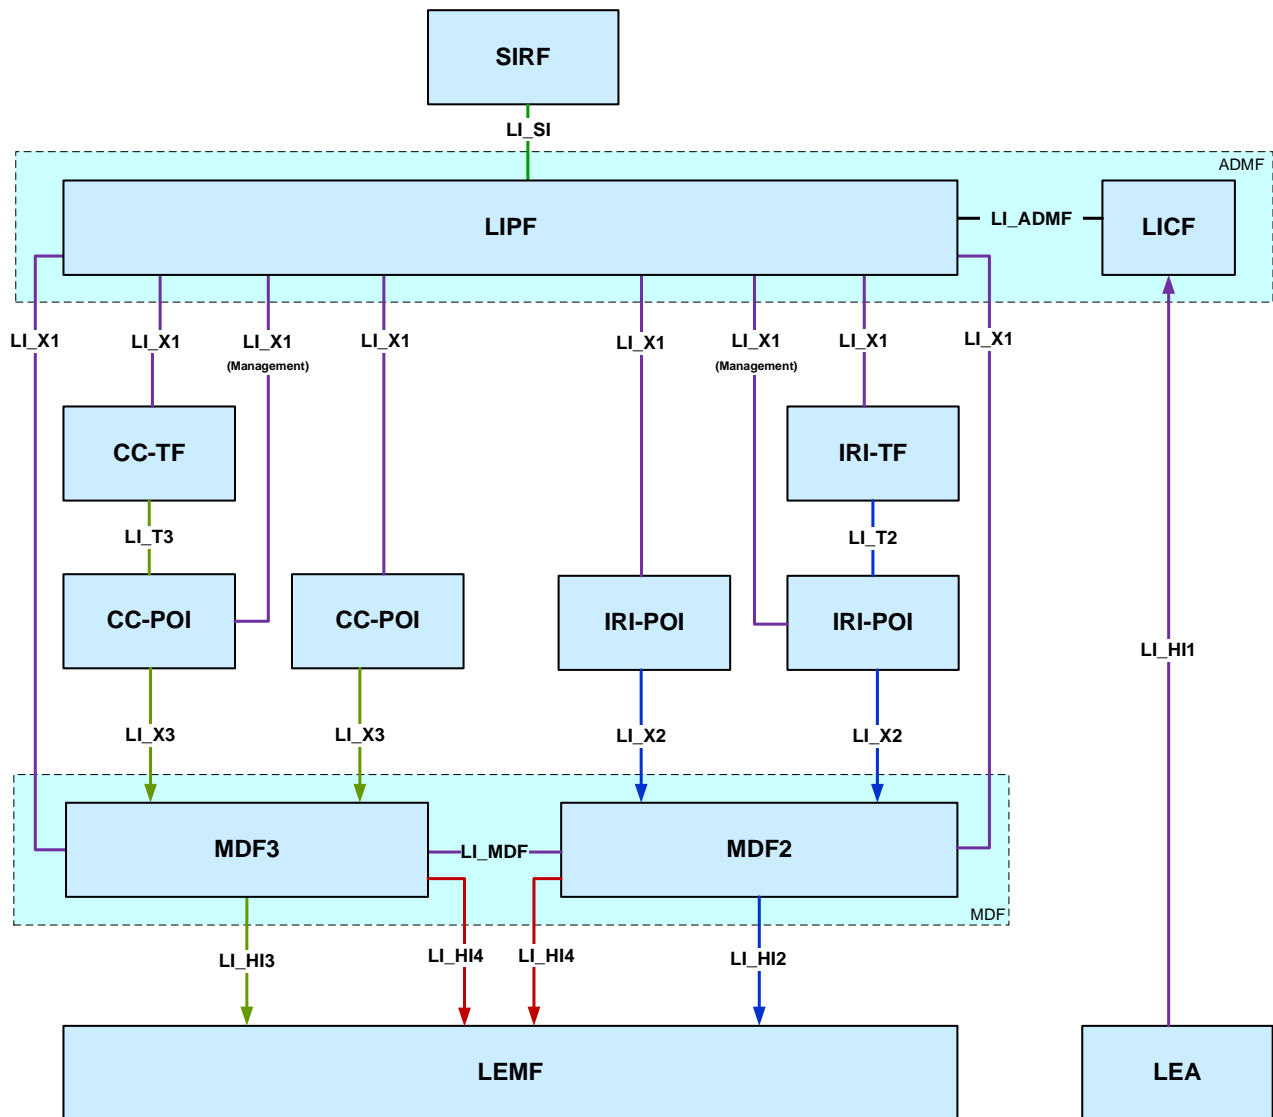 SIRF
LI_SI
ADMF
LIPF
LI_ADMF
LICF
LI_X1
LI_X1
LI_X1
(Management)
LI_X1
LI_X1
LI_X1
(Management)
LI_X1
LI_X1
CC-TF
IRI-TF
LI_T3
LI_T2
CC-POI
CC-POI
IRI-POI
IRI-POI
LI_HI1
LI_X3
LI_X3
LI_X2
LI_X2
MDF3
LI_MDF
MDF2
MDF
LI_HI3
LI_HI4
LI_HI4
LI_HI2
LEMF
LEA